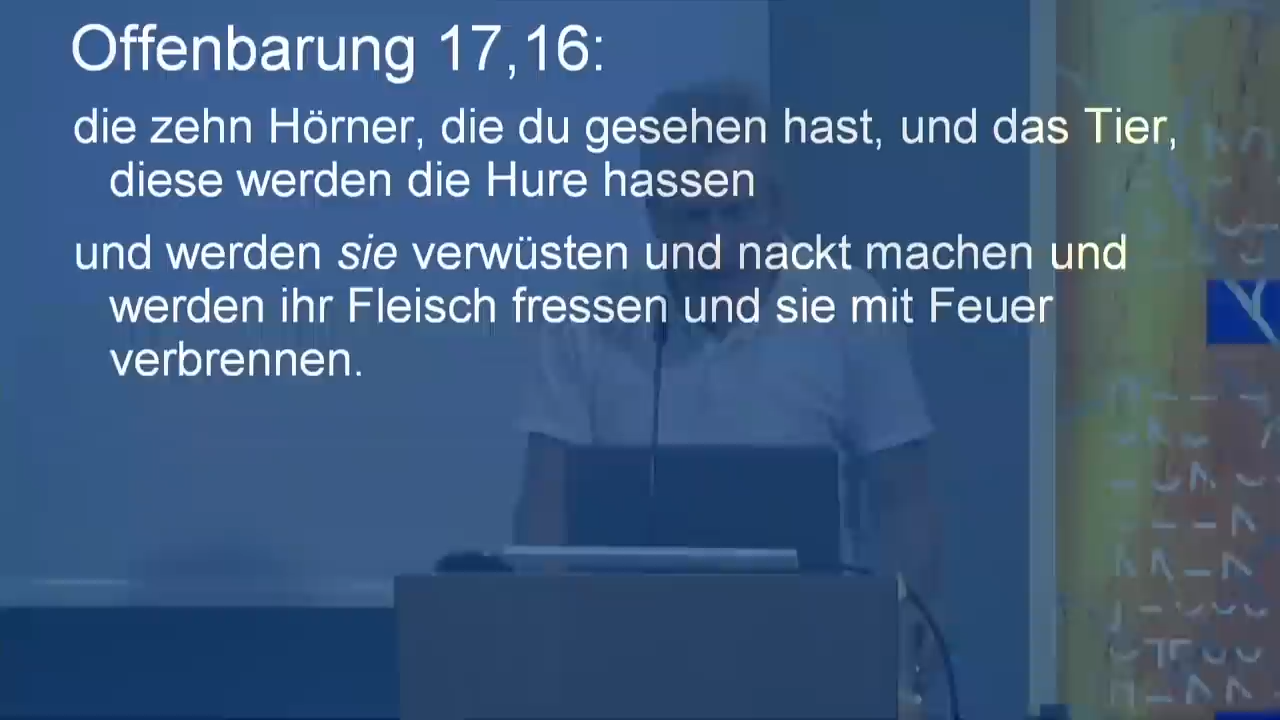 Offenbarung 17,16:
die zehn Hörner, die du gesehen hast, und das Tier,
diese werden die Hure hassen
und werden sie verwüsten und nackt machen und
werden ihr Fleisch fressen und sie mit Feuer
verbrennen.